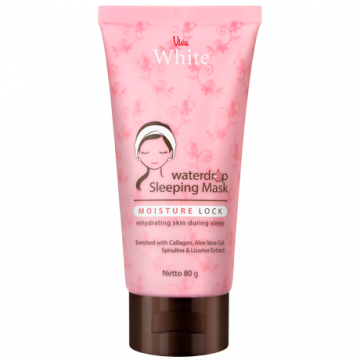 Viva
White
waterdrop
Sleeping Mask
MOISTURE LOCK
rehydrating skin during sleep
Enriched with Collagen, Aloe Vera Gel,
Spirulina & Licorice Extract
Netto 80 g